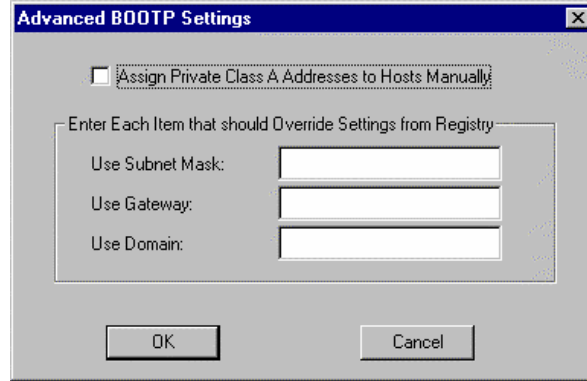 Advanced BOOTP Settings
Assign Private Class A Addresses to Hosts Manually
Enter Each Item that should Override Settings from Registry
Use Subnet Mask:
Use Gateway:
Use Domain:
OK Cancel